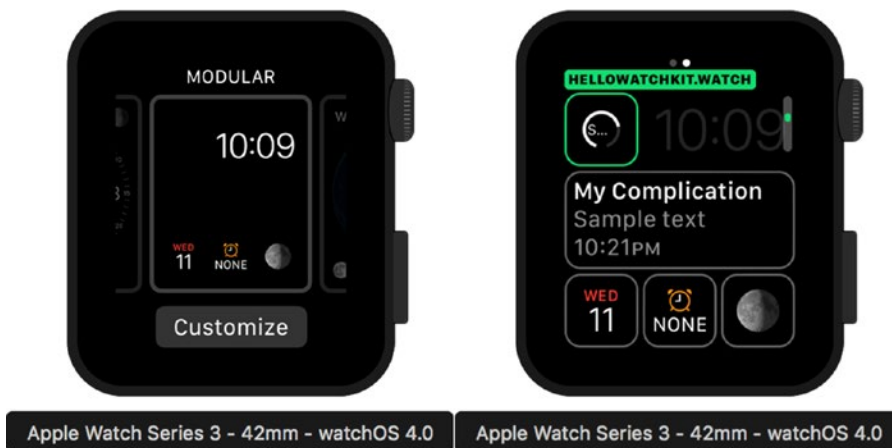 MODULAR
10:09
WED
11
NONE
Customize
Apple Watch Series 3 - 42mm - watchOS 4.0
HELLOWATCHKIT.WATCH
S...
10:09
My Complication
Sample text
10:21PM
WED
11
NONE
Apple Watch Series 3 - 42mm - watchOS 4.0